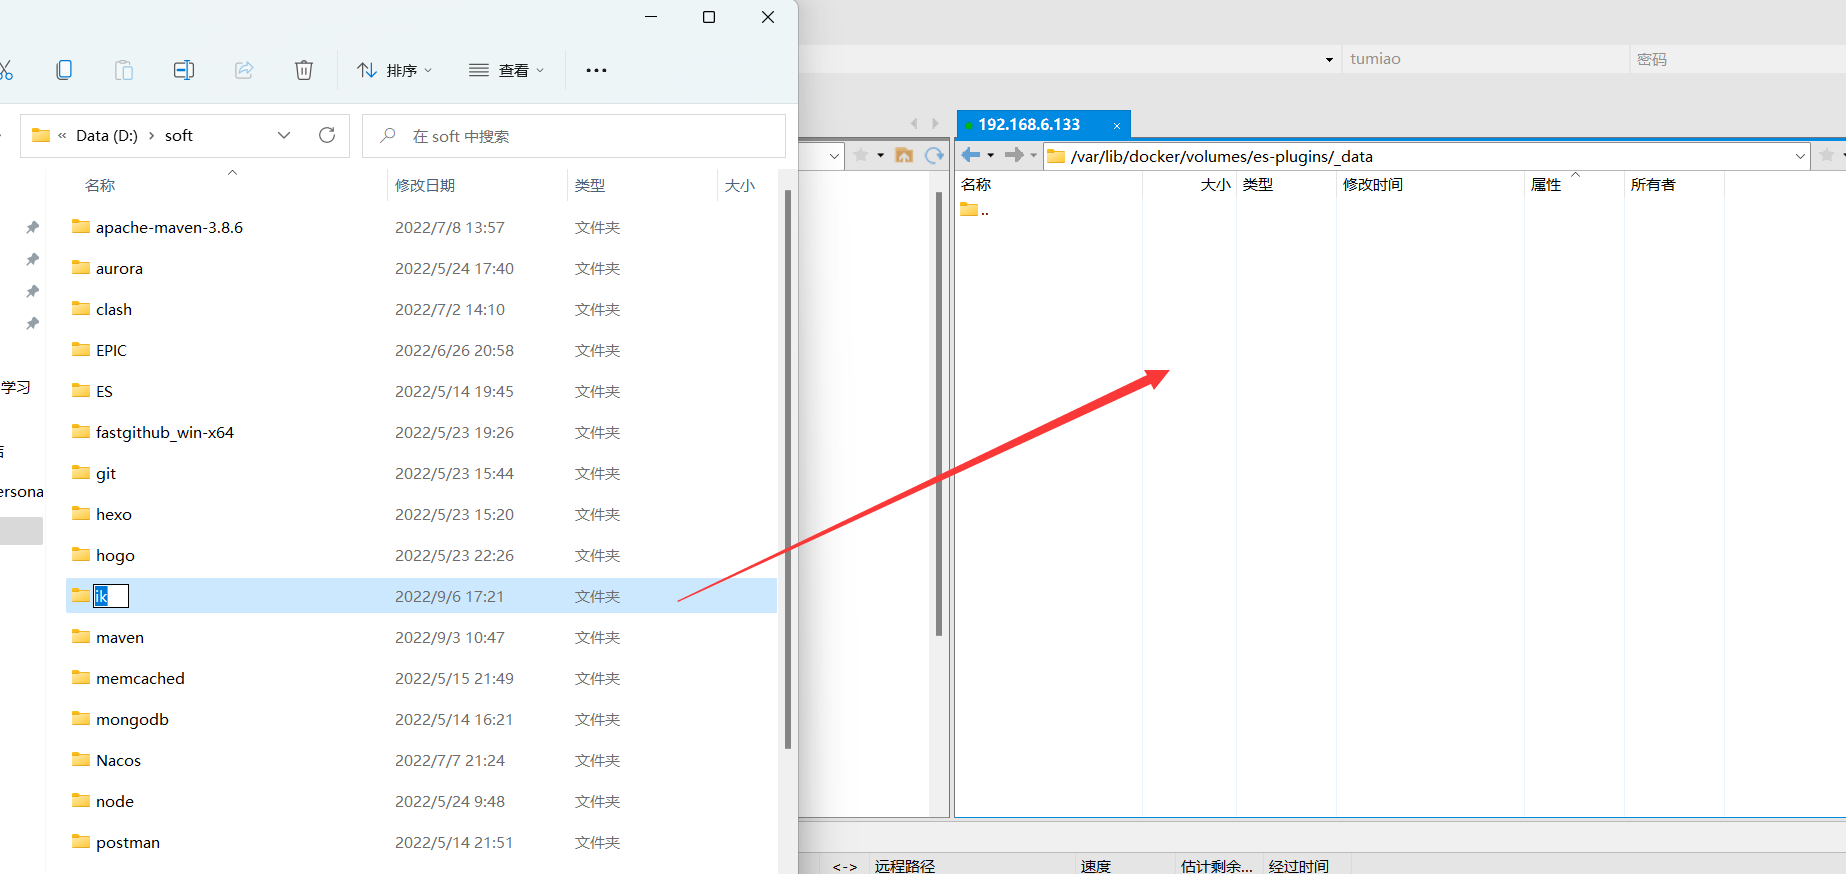 排序
查看
tumiao
密码
« Data (D:) › soft
在 soft 中搜索
192.168.6.133
/var/lib/docker/volumes/es-plugins/_data
名称 修改日期 类型 大小
名称 大小 类型 修改时间 属性 所有者
..
apache-maven-3.8.6 2022/7/8 13:57 文件夹
aurora 2022/5/24 17:40 文件夹
clash 2022/7/2 14:10 文件夹
EPIC 2022/6/26 20:58 文件夹
学习
ES 2022/5/14 19:45 文件夹
fastgithub_win-x64 2022/5/23 19:26 文件夹
git 2022/5/23 15:44 文件夹
ersona
hexo 2022/5/23 15:20 文件夹
hogo 2022/5/23 22:26 文件夹
ik 2022/9/6 17:21 文件夹
maven 2022/9/3 10:47 文件夹
memcached 2022/5/15 21:49 文件夹
mongodb 2022/5/14 16:21 文件夹
Nacos 2022/7/7 21:24 文件夹
node 2022/5/24 9:48 文件夹
postman 2022/5/14 21:51 文件夹
<-> 远程路径 速度 估计剩余... 经过时间